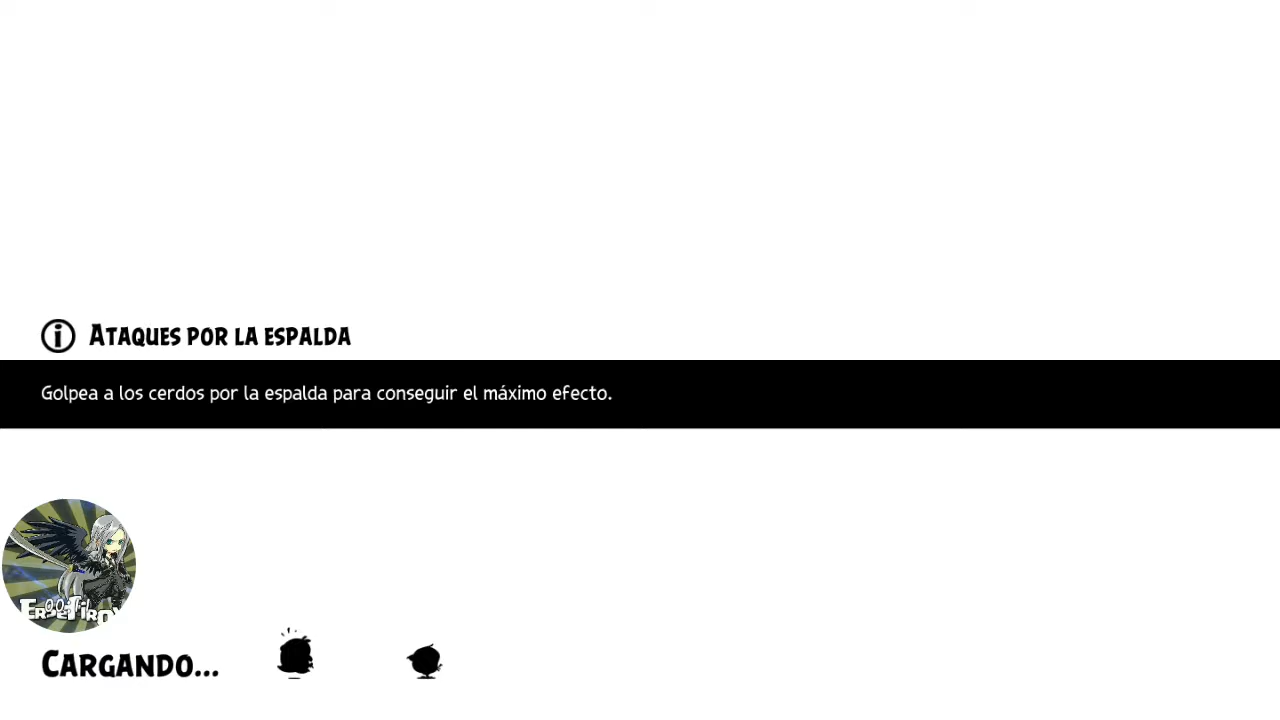 Ataques por la espalda
Golpea a los cerdos por la espalda para conseguir el máximo efecto.
Cargando...